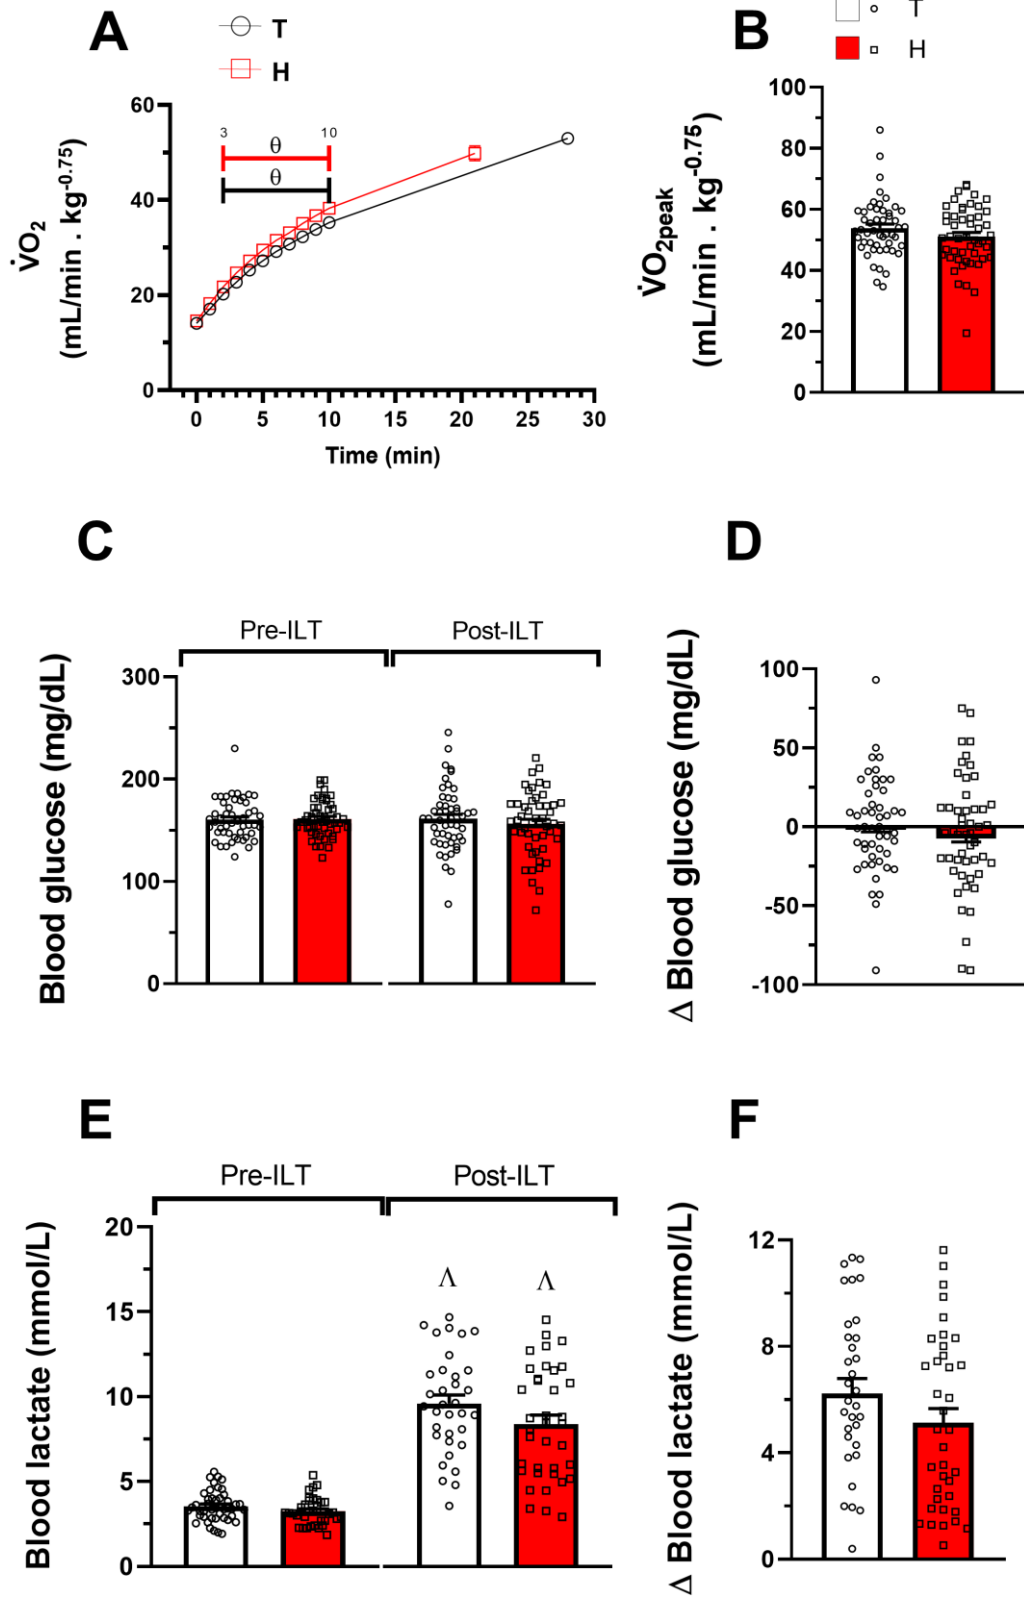 A
T
H
B
T
H
60
40
20
0
3
10
θ
θ
V̇O2
(mL/min . kg-0.75)
0
5
10
15
20
25
30
Time (min)
100
80
60
40
20
0
V̇O2peak
(mL/min . kg-0.75)
C
Pre-ILT
Post-ILT
Blood glucose (mg/dL)
300
200
100
0
D
Δ Blood glucose (mg/dL)
100
50
0
-50
-100
E
Pre-ILT
Post-ILT
Blood lactate (mmol/L)
20
15
10
5
0
Λ
Λ
F
Δ Blood lactate (mmol/L)
12
8
4
0